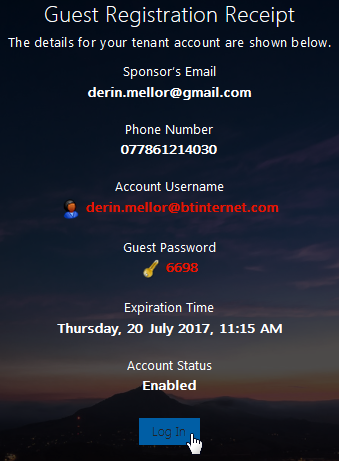 Guest Registration Receipt
The details for your tenant account are shown below.
Sponsor's Email
derin.mellor@gmail.com
Phone Number
077861214030
Account Username
derin.mellor@btinternet.com
Guest Password
6698
Expiration Time
Thursday, 20 July 2017, 11:15 AM
Account Status
Enabled
Log In